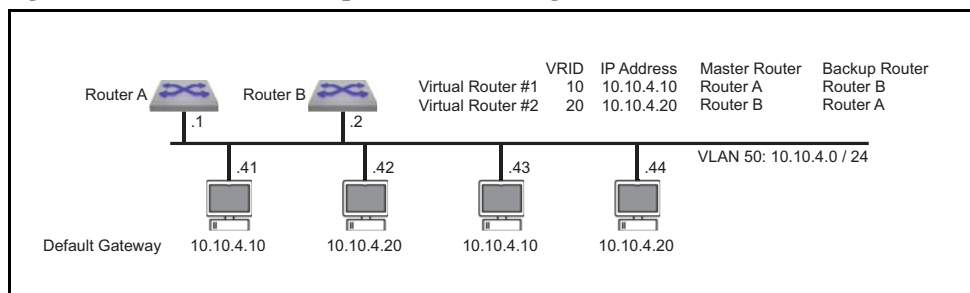 VRID IP Address Master Router Backup Router
Virtual Router #1 10 10.10.4.10 Router A Router B
Virtual Router #2 20 10.10.4.20 Router B Router A
Router A
Router B
.1
.2
VLAN 50: 10.10.4.0 / 24
.41
.42
.43
.44
Default Gateway 10.10.4.10 10.10.4.20 10.10.4.10 10.10.4.20